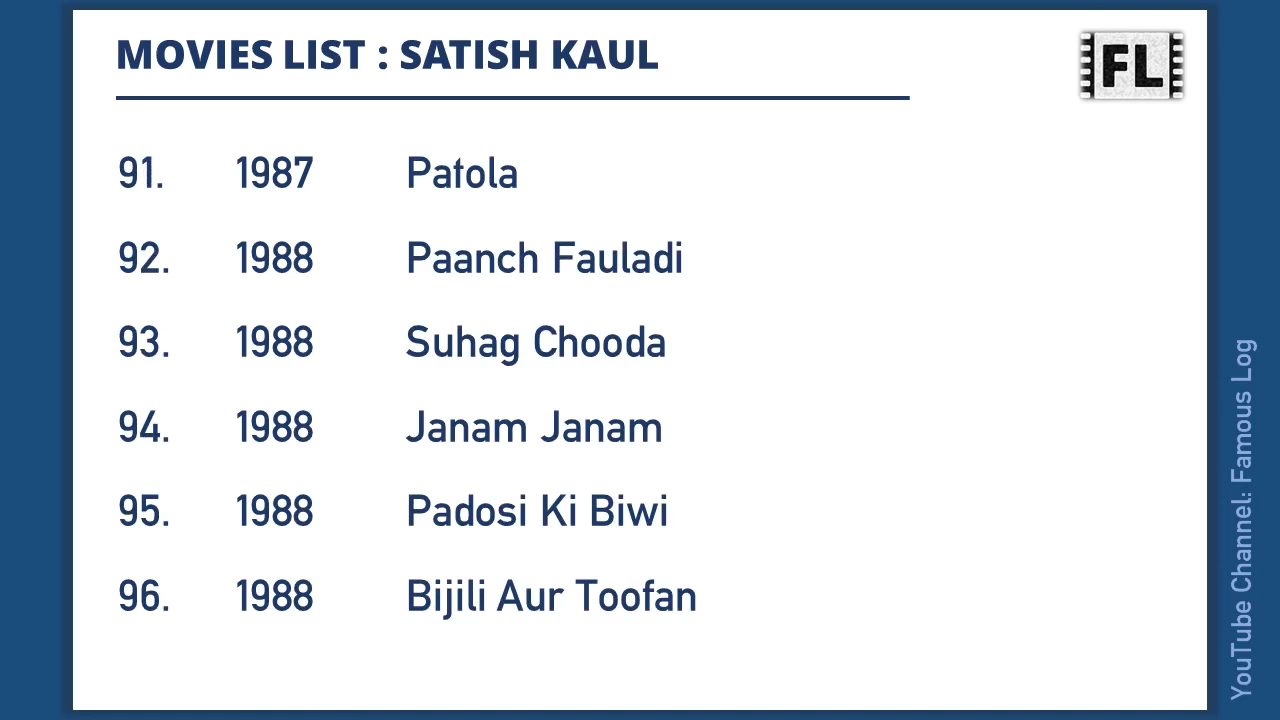 MOVIES LIST : SATISH KAUL
FL
91. 1987 Patola
92. 1988 Paanch Fauladi
93. 1988 Suhag Chooda
94. 1988 Janam Janam
95. 1988 Padosi Ki Biwi
96. 1988 Bijili Aur Toofan
YouTube Channel: Famous Log